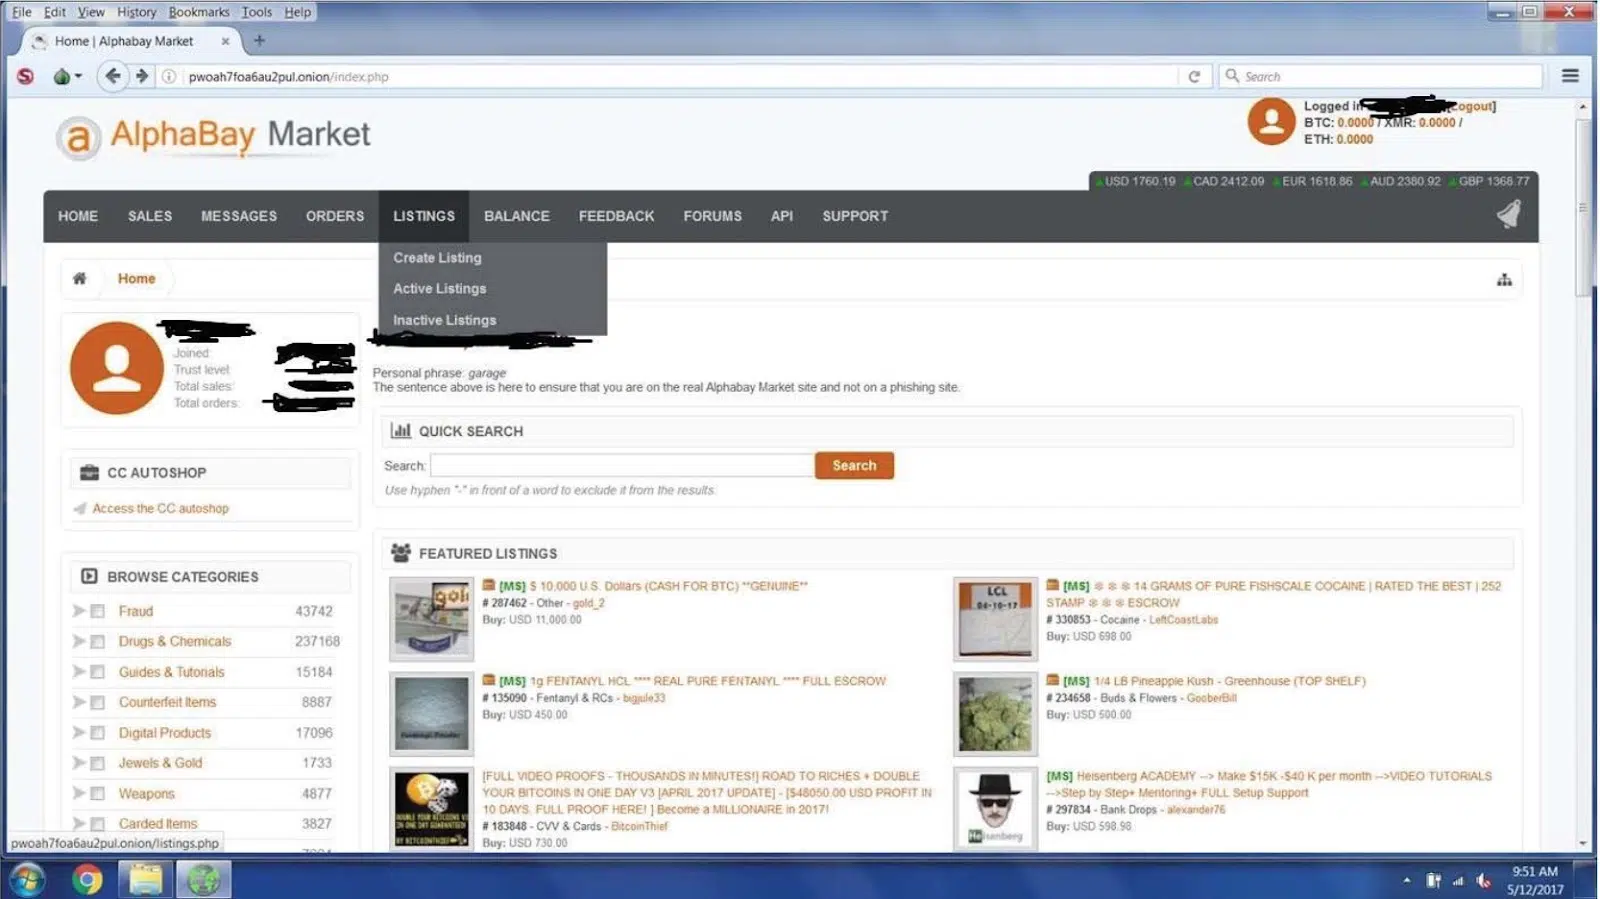 File Edit View History Bookmarks Tools Help
Home | Alphabay Market
pwoah7foa6au2pul.onion/index.php
Search
AlphaBay Market
Logged in
Logout]
BTC: 0.0000 / XMR: 0.0000 /
ETH: 0.0000
USD 1760.19 CAD 2412.09 EUR 1618.86 AUD 2380.92 GBP 1368.77
HOME SALES MESSAGES ORDERS LISTINGS BALANCE FEEDBACK FORUMS API SUPPORT
Create Listing
Active Listings
Inactive Listings
Home
Joined:
Trust level:
Total sales:
Total orders:
Personal phrase: garage
The sentence above is here to ensure that you are on the real Alphabay Market site and not on a phishing site.
CC AUTOSHOP
Access the CC autoshop
QUICK SEARCH
Search:
Search
Use hyphen "-" in front of a word to exclude it from the results.
BROWSE CATEGORIES
Fraud 43742
Drugs & Chemicals 237168
Guides & Tutorials 15184
Counterfeit Items 8887
Digital Products 17096
Jewels & Gold 1733
Weapons 4877
Carded Items 3827
FEATURED LISTINGS
[MS] $ 10,000 U.S. Dollars (CASH FOR BTC) **GENUINE**
# 287462 - Other - gold_2
Buy: USD 11,000.00
LCL
04-10-17
[MS] ❄ ❄ ❄ 14 GRAMS OF PURE FISHSCALE COCAINE | RATED THE BEST | 252
STAMP ❄ ❄ ❄ ESCROW
# 330853 - Cocaine - LeftCoastLabs
Buy: USD 698.00
[MS] 1g FENTANYL HCL **** REAL PURE FENTANYL **** FULL ESCROW
# 135090 - Fentanyl & RCs - bigjule33
Buy: USD 450.00
[MS] 1/4 LB Pineapple Kush - Greenhouse (TOP SHELF)
# 234658 - Buds & Flowers - GooberBill
Buy: USD 500.00
[FULL VIDEO PROOFS - THOUSANDS IN MINUTES!] ROAD TO RICHES + DOUBLE
YOUR BITCOINS IN ONE DAY V3 [APRIL 2017 UPDATE] - [$48050.00 USD PROFIT IN
10 DAYS. FULL PROOF HERE! ] Become a MILLIONAIRE in 2017!
# 183848 - CVV & Cards - BitcoinThief
Buy: USD 730.00
Heisenberg
[MS] Heisenberg ACADEMY --> Make $15K -$40 K per month -->VIDEO TUTORIALS
-->Step by Step+ Mentoring+ FULL Setup Support
# 297834 - Bank Drops - alexander76
Buy: USD 598.98
pwoah7foa6au2pul.onion/listings.php
9:51 AM
5/12/2017